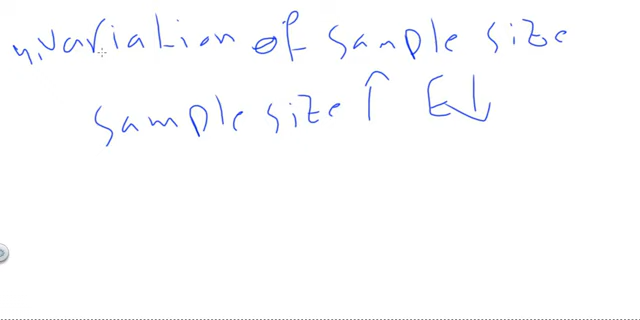 4. variation of sample size
sample size ↑ E ↓